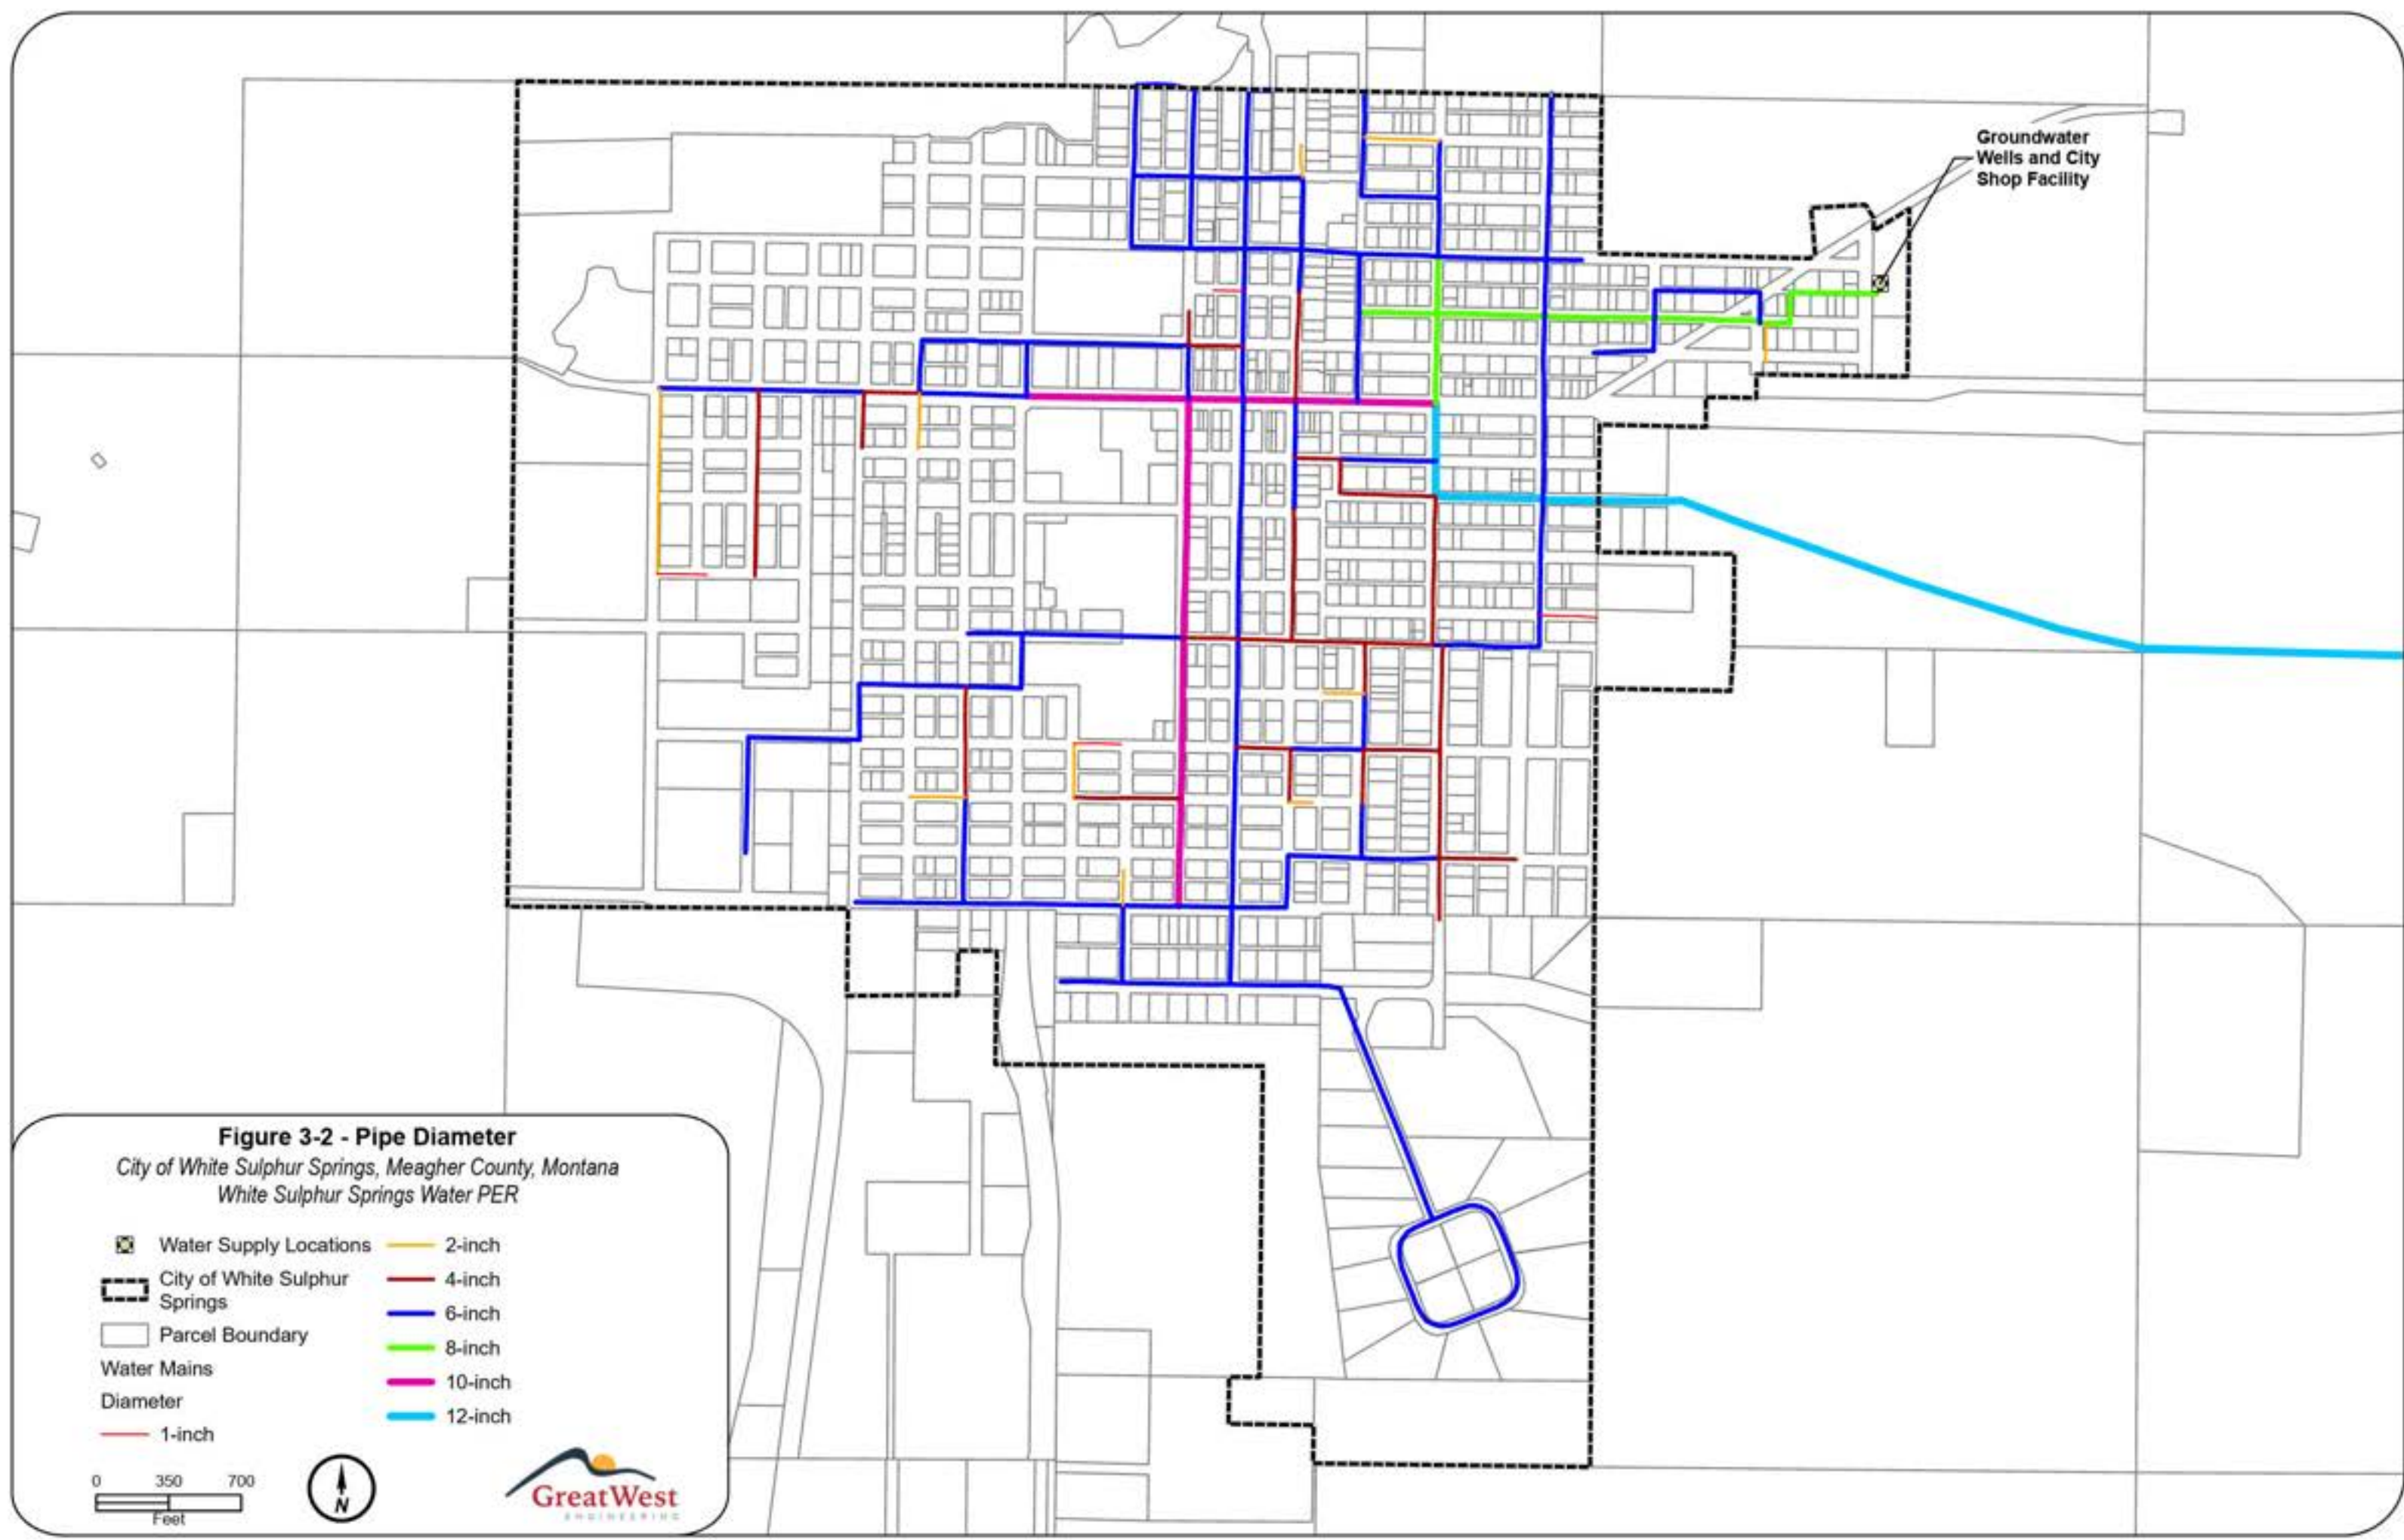 Groundwater
Wells and City
Shop Facility
Figure 3-2 - Pipe Diameter
City of White Sulphur Springs, Meagher County, Montana
White Sulphur Springs Water PER
Water Supply Locations
City of White Sulphur
Springs
Parcel Boundary
Water Mains
Diameter
1-inch
2-inch
4-inch
6-inch
8-inch
10-inch
12-inch
0 350 700
Feet
N
GreatWest
ENGINEERING